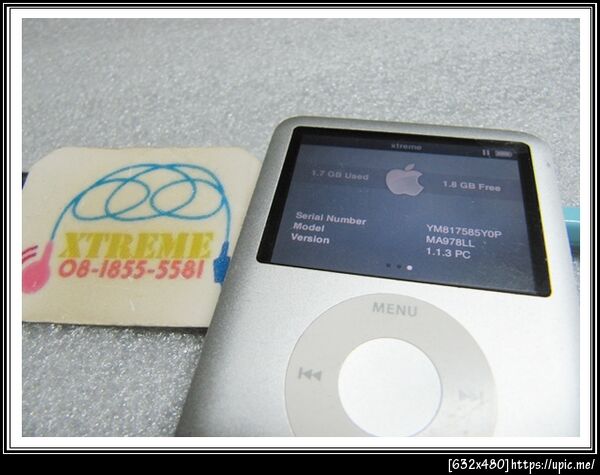 xtreme
1.7 GB Used
1.8 GB Free
Serial Number YM817585Y0P
Model MA978LL
Version 1.1.3 PC
XTREME
08-1855-5581
MENU
[632x480]https://upic.me/